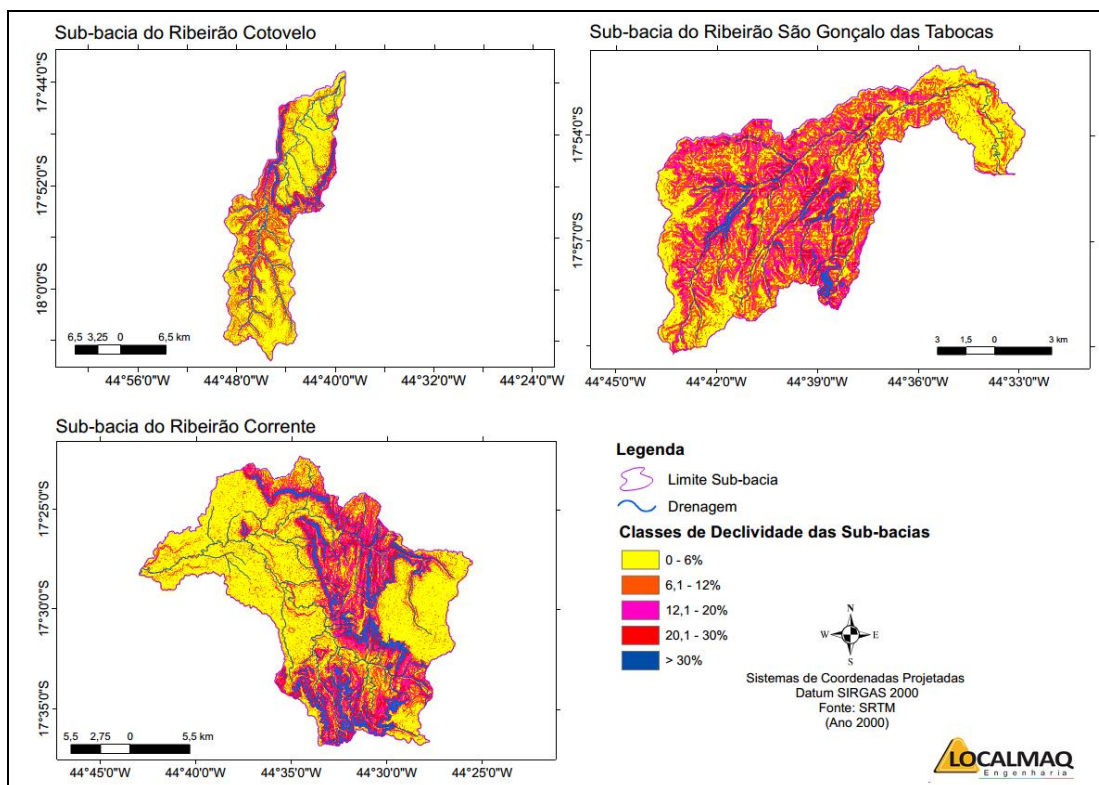 Sub-bacia do Ribeirão Cotovelo
17°44'0"S
17°52'0"S
18°0'0"S
6,5 3,25 0 6,5 km
44°56'0"W 44°48'0"W 44°40'0"W 44°32'0"W 44°24'0"W
Sub-bacia do Ribeirão São Gonçalo das Tabocas
17°54'0"S
17°57'0"S
3 1,5 0 3 km
44°45'0"W 44°42'0"W 44°39'0"W 44°36'0"W 44°33'0"W
Sub-bacia do Ribeirão Corrente
17°25'0"S
17°30'0"S
17°35'0"S
5,5 2,75 0 5,5 km
44°45'0"W 44°40'0"W 44°35'0"W 44°30'0"W 44°25'0"W
Legenda
Limite Sub-bacia
Drenagem
Classes de Declividade das Sub-bacias
0 - 6%
6,1 - 12%
12,1 - 20%
20,1 - 30%
> 30%
N
W E
S
Sistemas de Coordenadas Projetadas
Datum SIRGAS 2000
Fonte: SRTM
(Ano 2000)
LOCALMAQ
Engenharia